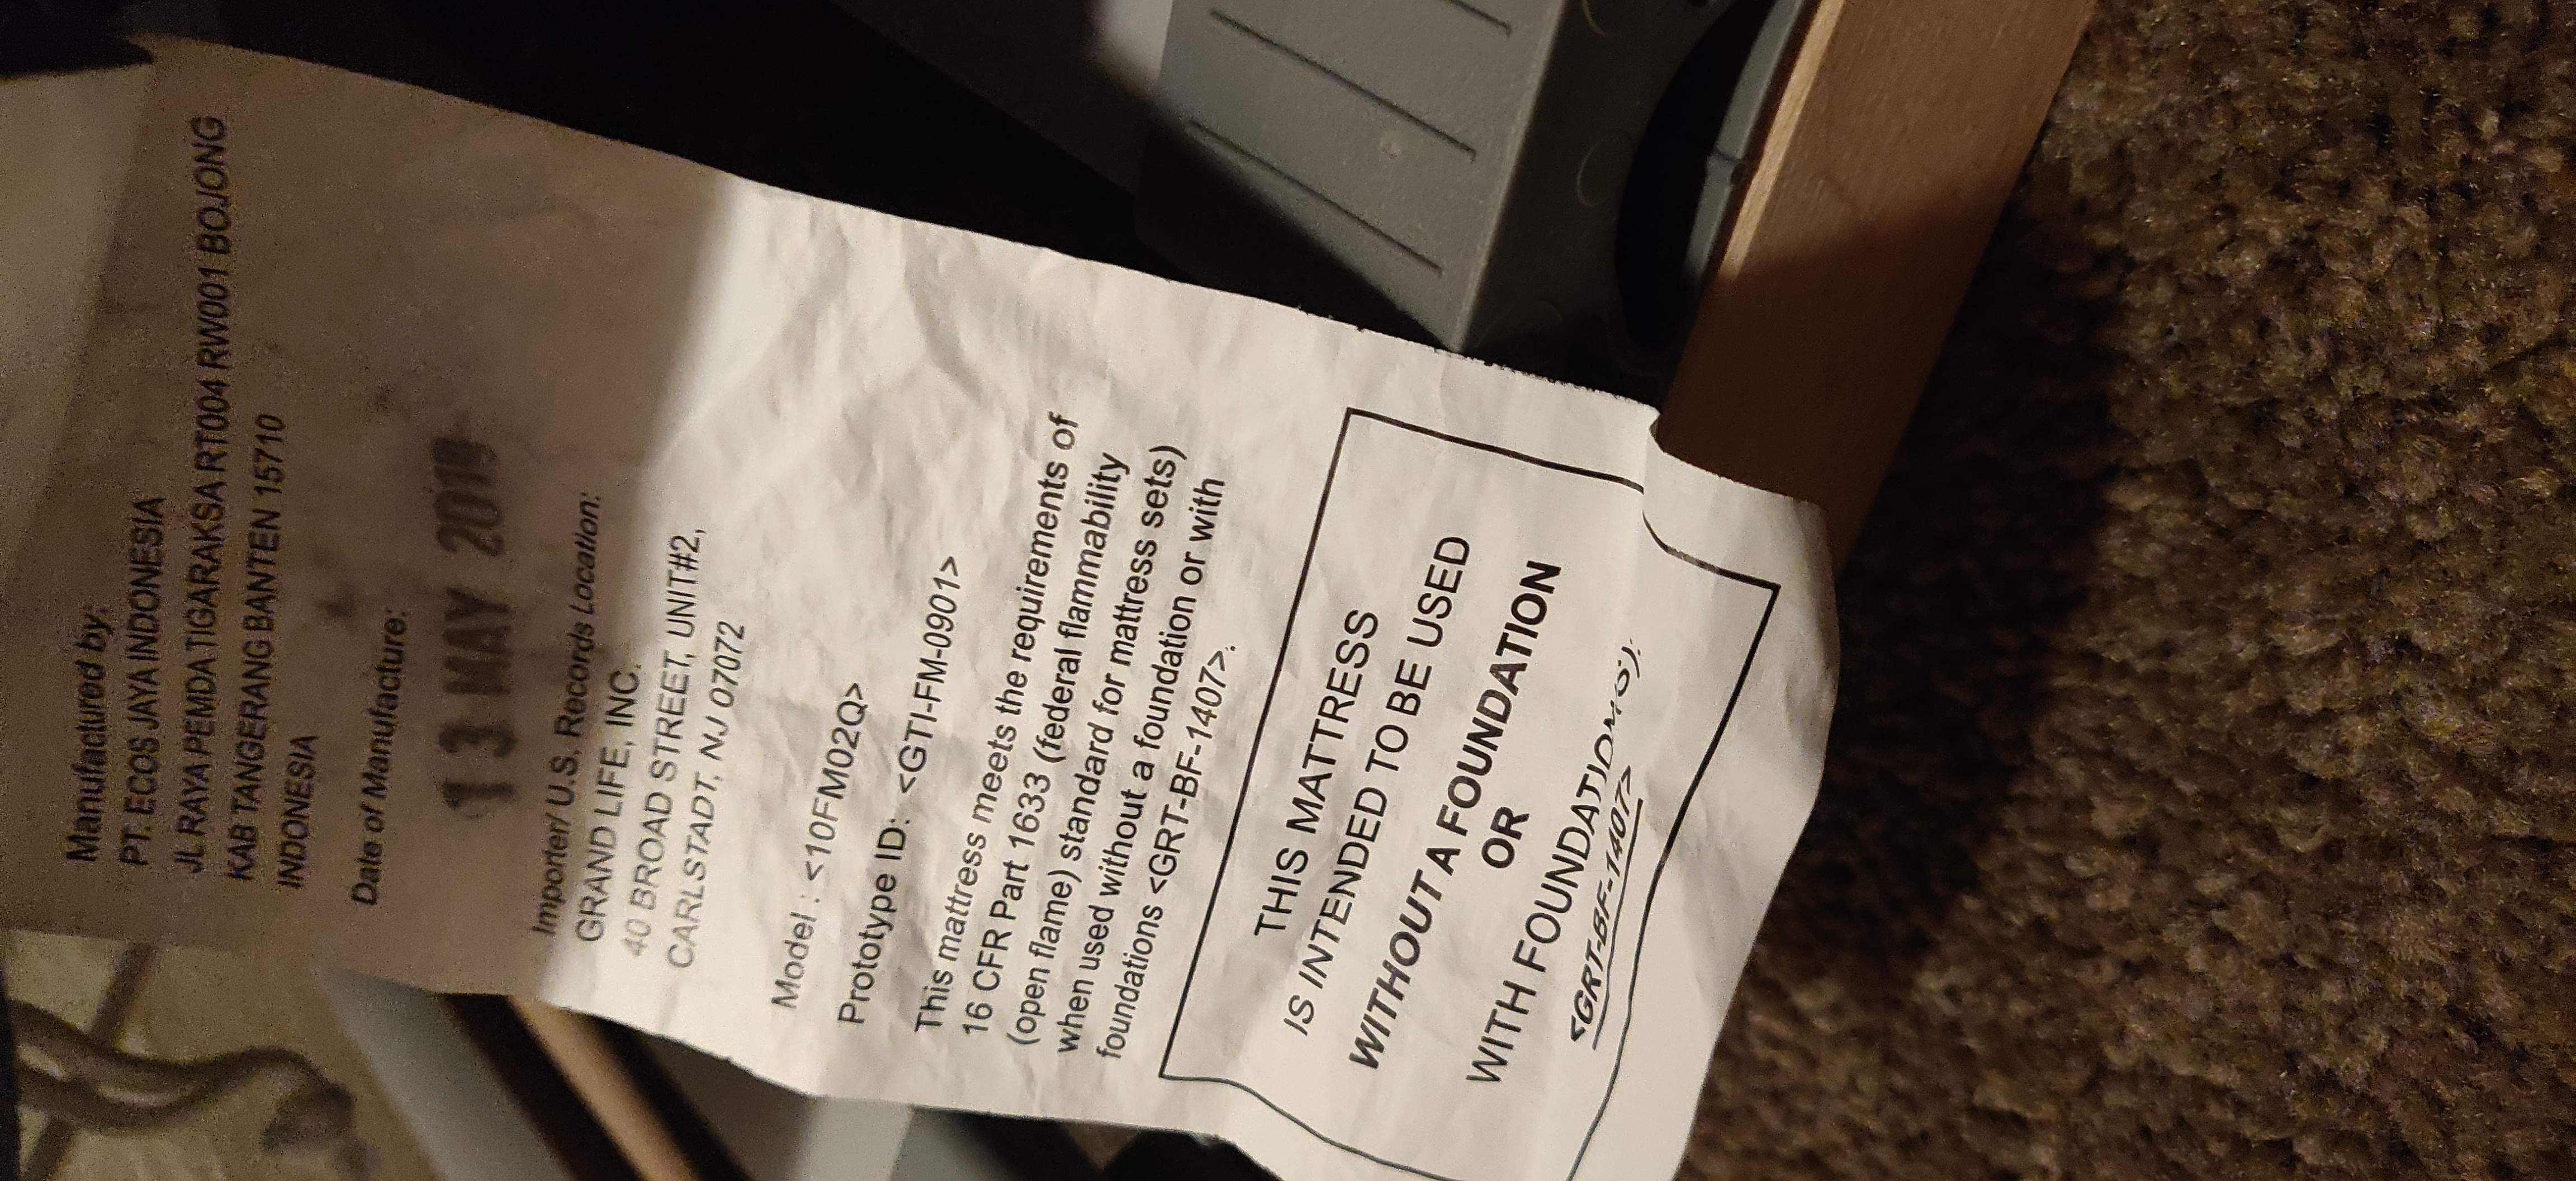 Manufactured by:
PT. ECOS JAYA INDONESIA
JL RAYA PEMDA TIGARAKSA RT004 RW001 BOJONG
KAB TANGERANG BANTEN 15710
INDONESIA
Date of Manufacture:
13 MAY 2019
Importer/ U.S. Records Location:
GRAND LIFE, INC.
40 BROAD STREET, UNIT#2,
CARLSTADT, NJ 07072
Model : <10FM02Q>
Prototype ID: <GTI-FM-0901>
This mattress meets the requirements of
16 CFR Part 1633 (federal flammability
(open flame) standard for mattress sets)
when used without a foundation or with
foundations <GRT-BF-1407>.
THIS MATTRESS
IS INTENDED TO BE USED
WITHOUT A FOUNDATION
OR
WITH FOUNDATION(S):
<GRT-BF-1407>